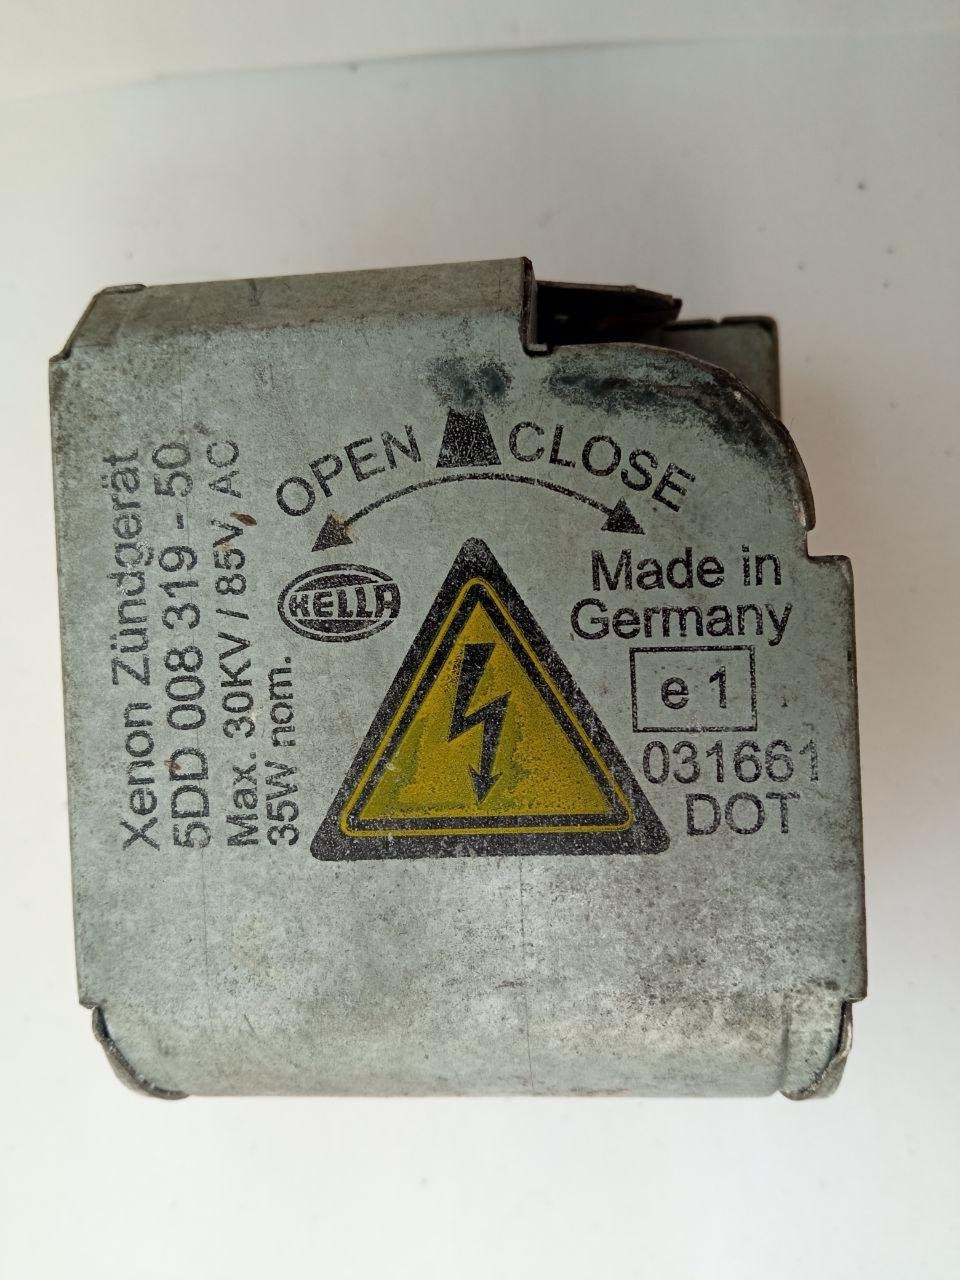 Xenon Zündgerät
5DD 008 319 - 50
Max. 30KV / 85V AC
35W nom.
OPEN CLOSE
HELLA
Made in
Germany
e 1
031661
DOT